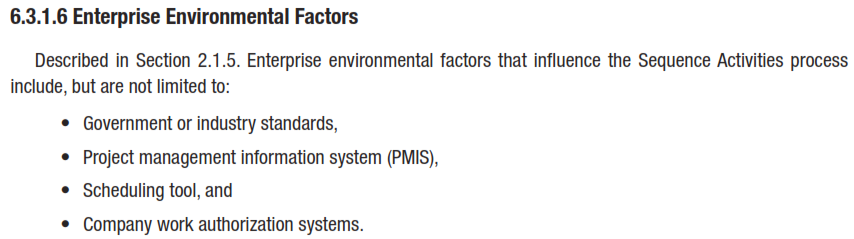 6.3.1.6 Enterprise Environmental Factors
Described in Section 2.1.5. Enterprise environmental factors that influence the Sequence Activities process
include, but are not limited to:
• Government or industry standards,
• Project management information system (PMIS),
• Scheduling tool, and
• Company work authorization systems.